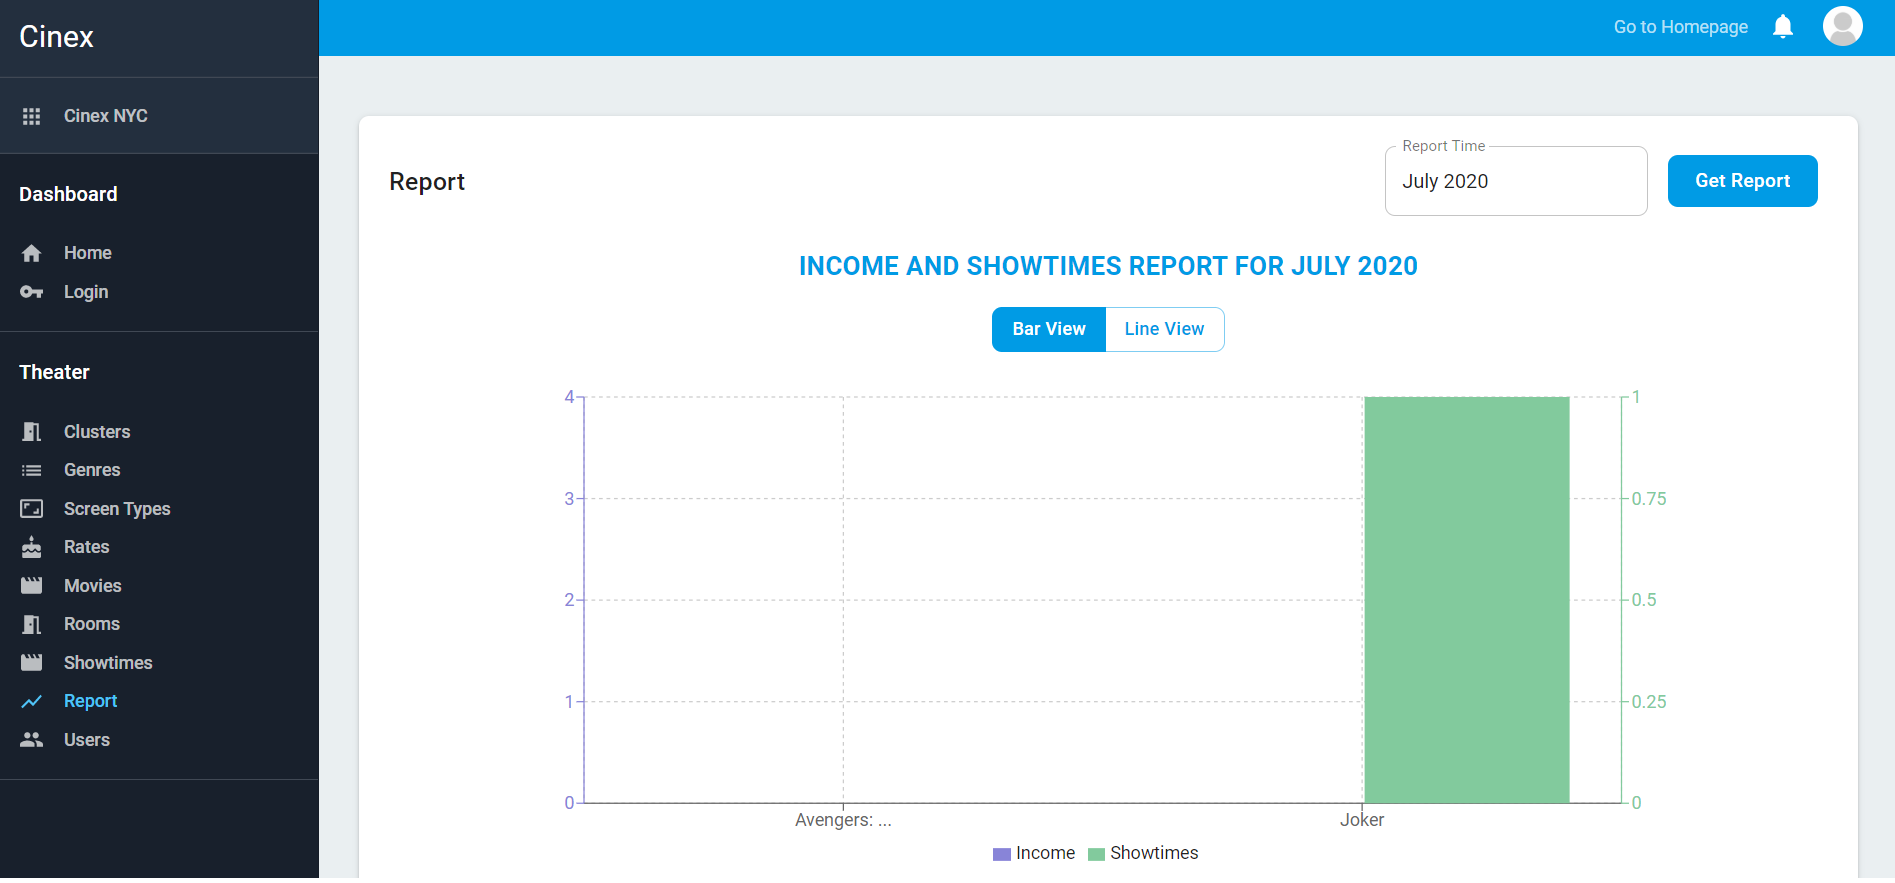 Cinex
Go to Homepage
Cinex NYC
Dashboard
Home
Login
Theater
Clusters
Genres
Screen Types
Rates
Movies
Rooms
Showtimes
Report
Users
Report
Report Time
July 2020
Get Report
INCOME AND SHOWTIMES REPORT FOR JULY 2020
Bar View
Line View
4
3
2
1
0
1
0.75
0.5
0.25
0
Avengers: ...
Joker
Income
Showtimes